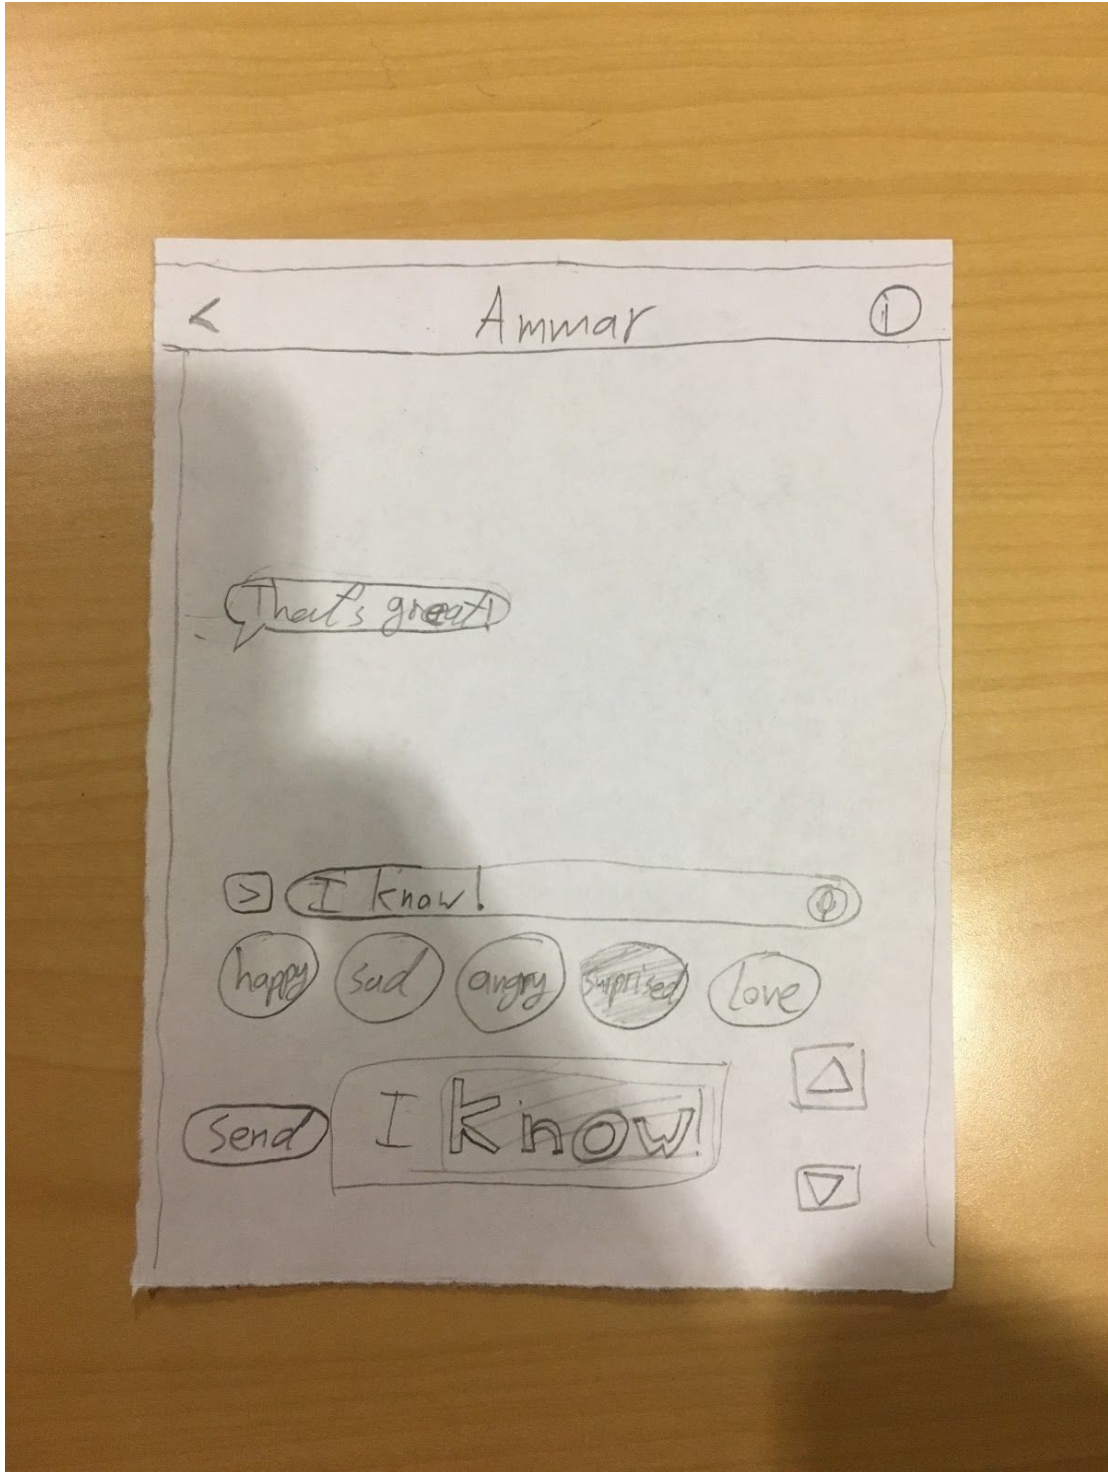 < Ammar i
That's great!
> I know!
happy sad angry surprised love
Send I know!